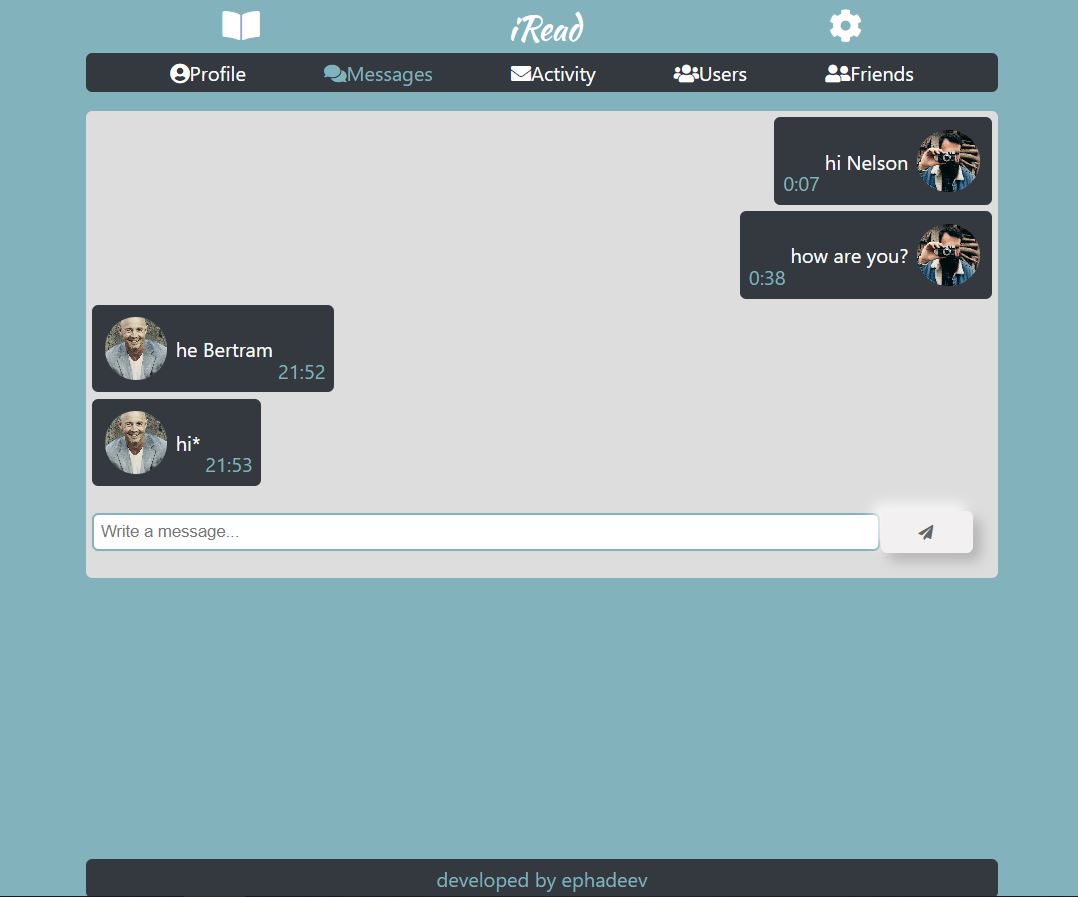 iRead
Profile Messages Activity Users Friends
hi Nelson
0:07
how are you?
0:38
he Bertram
21:52
hi*
21:53
Write a message...
developed by ephadeev